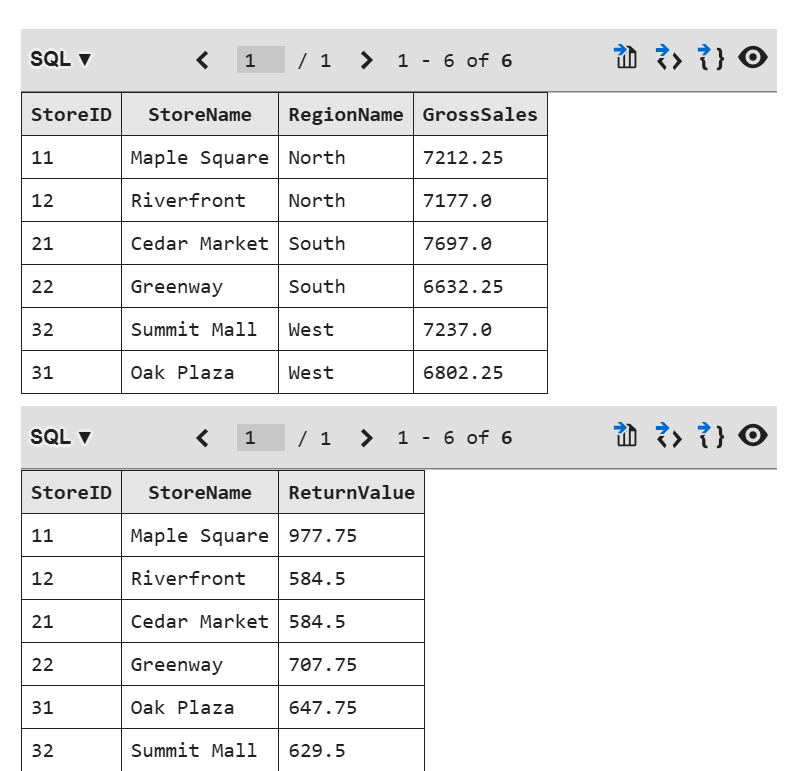 SQL ▼ 1 / 1 1 - 6 of 6
StoreID StoreName RegionName GrossSales
11 Maple Square North 7212.25
12 Riverfront North 7177.0
21 Cedar Market South 7697.0
22 Greenway South 6632.25
32 Summit Mall West 7237.0
31 Oak Plaza West 6802.25
SQL ▼ 1 / 1 1 - 6 of 6
StoreID StoreName ReturnValue
11 Maple Square 977.75
12 Riverfront 584.5
21 Cedar Market 584.5
22 Greenway 707.75
31 Oak Plaza 647.75
32 Summit Mall 629.5